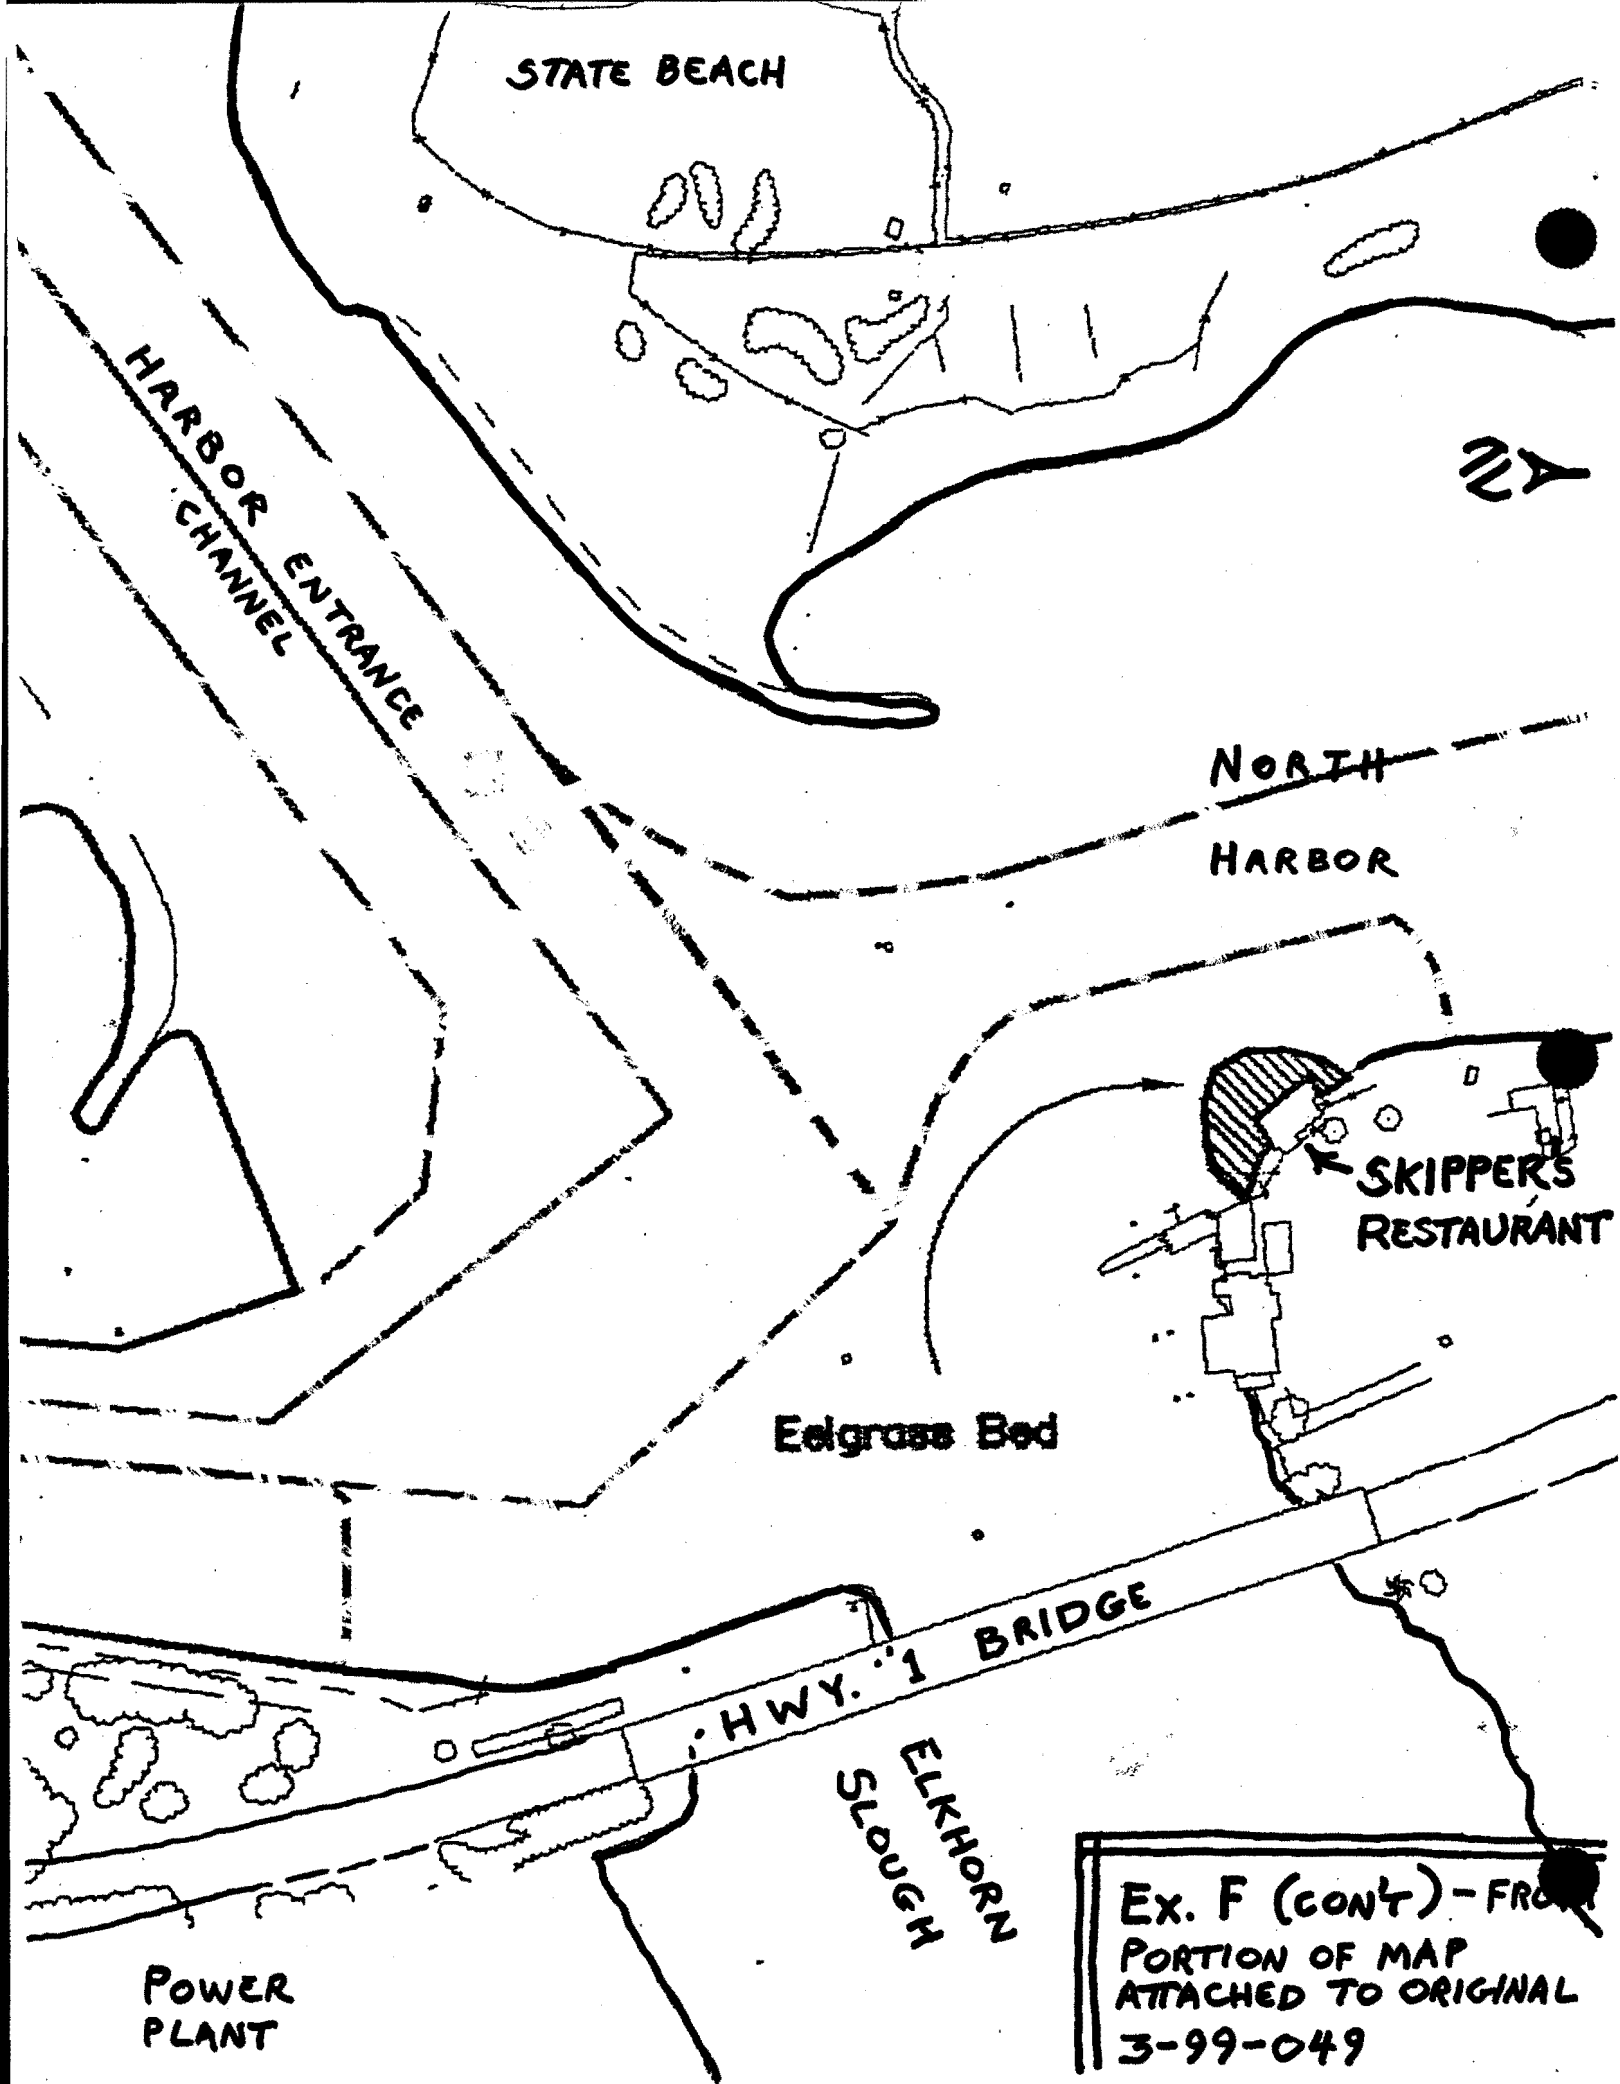 STATE BEACH
HARBOR ENTRANCE
CHANNEL
N
NORTH
HARBOR
SKIPPER'S
RESTAURANT
Eelgrass Bed
HWY. 1 BRIDGE
ELKHORN
SLOUGH
POWER
PLANT
EX. F (CON'T) - FROM
PORTION OF MAP
ATTACHED TO ORIGINAL
3-99-049